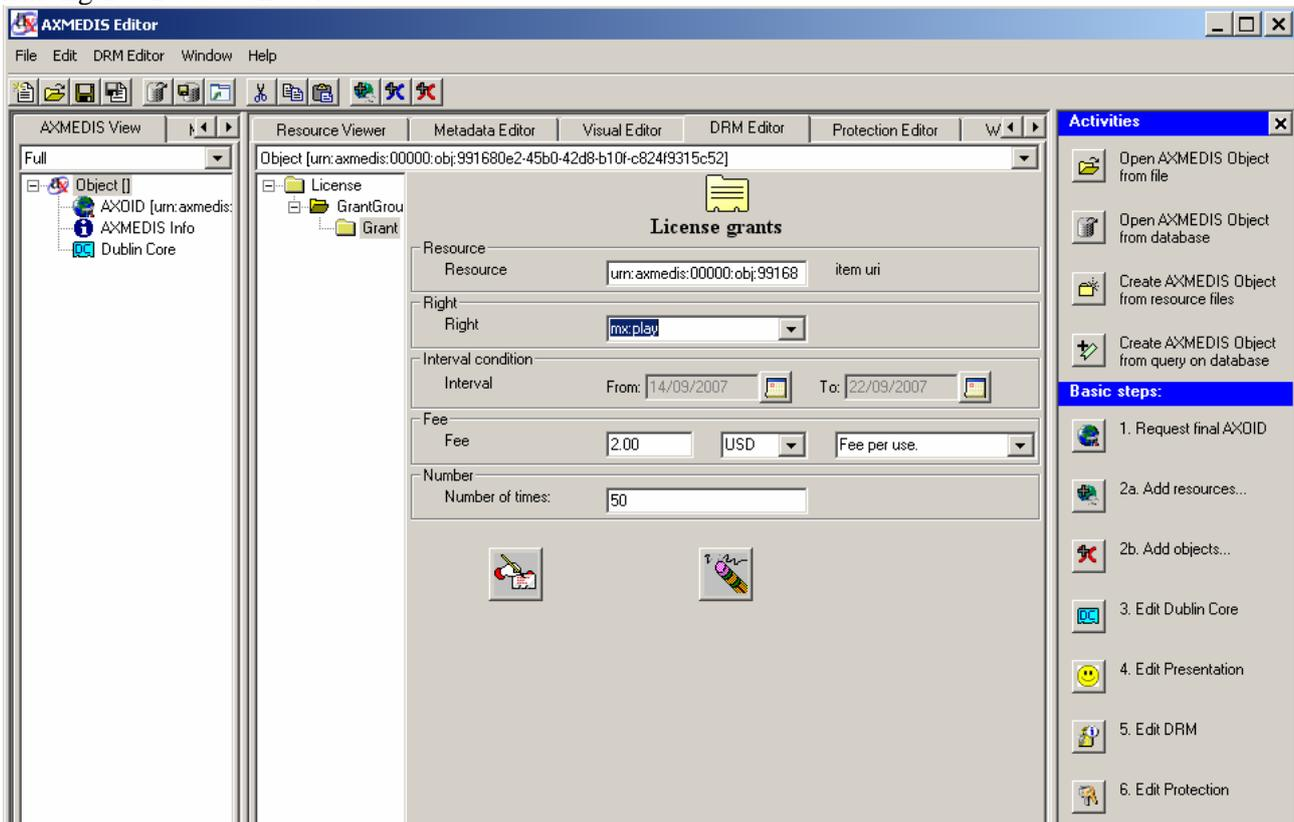 AXMEDIS Editor
File Edit DRM Editor Window Help
AXMEDIS View
Full
Object []
AXOID [urn:axmedis:
AXMEDIS Info
Dublin Core
Resource Viewer Metadata Editor Visual Editor DRM Editor Protection Editor W
Object [urn:axmedis:00000:obj:991680e2-45b0-42d8-b10f-c824f9315c52]
License
GrantGrou
Grant
License grants
Resource
Resource urn:axmedis:00000:obj:99168 item uri
Right
Right mx:play
Interval condition
Interval From: 14/09/2007 To: 22/09/2007
Fee
Fee 2.00 USD Fee per use.
Number
Number of times: 50
Activities
Open AXMEDIS Object
from file
Open AXMEDIS Object
from database
Create AXMEDIS Object
from resource files
Create AXMEDIS Object
from query on database
Basic steps:
1. Request final AXOID
2a. Add resources...
2b. Add objects...
3. Edit Dublin Core
4. Edit Presentation
5. Edit DRM
6. Edit Protection